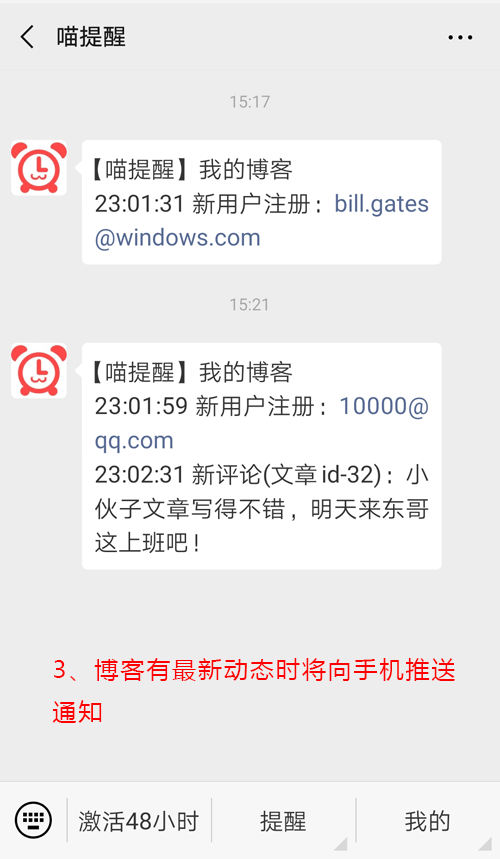 喵提醒
15:17
【喵提醒】我的博客
23:01:31 新用户注册：bill.gates
@windows.com
15:21
【喵提醒】我的博客
23:01:59 新用户注册：10000@
qq.com
23:02:31 新评论(文章id-32)：小
伙子文章写得不错，明天来东哥
这上班吧！
3、博客有最新动态时将向手机推送
通知
激活48小时 提醒 我的